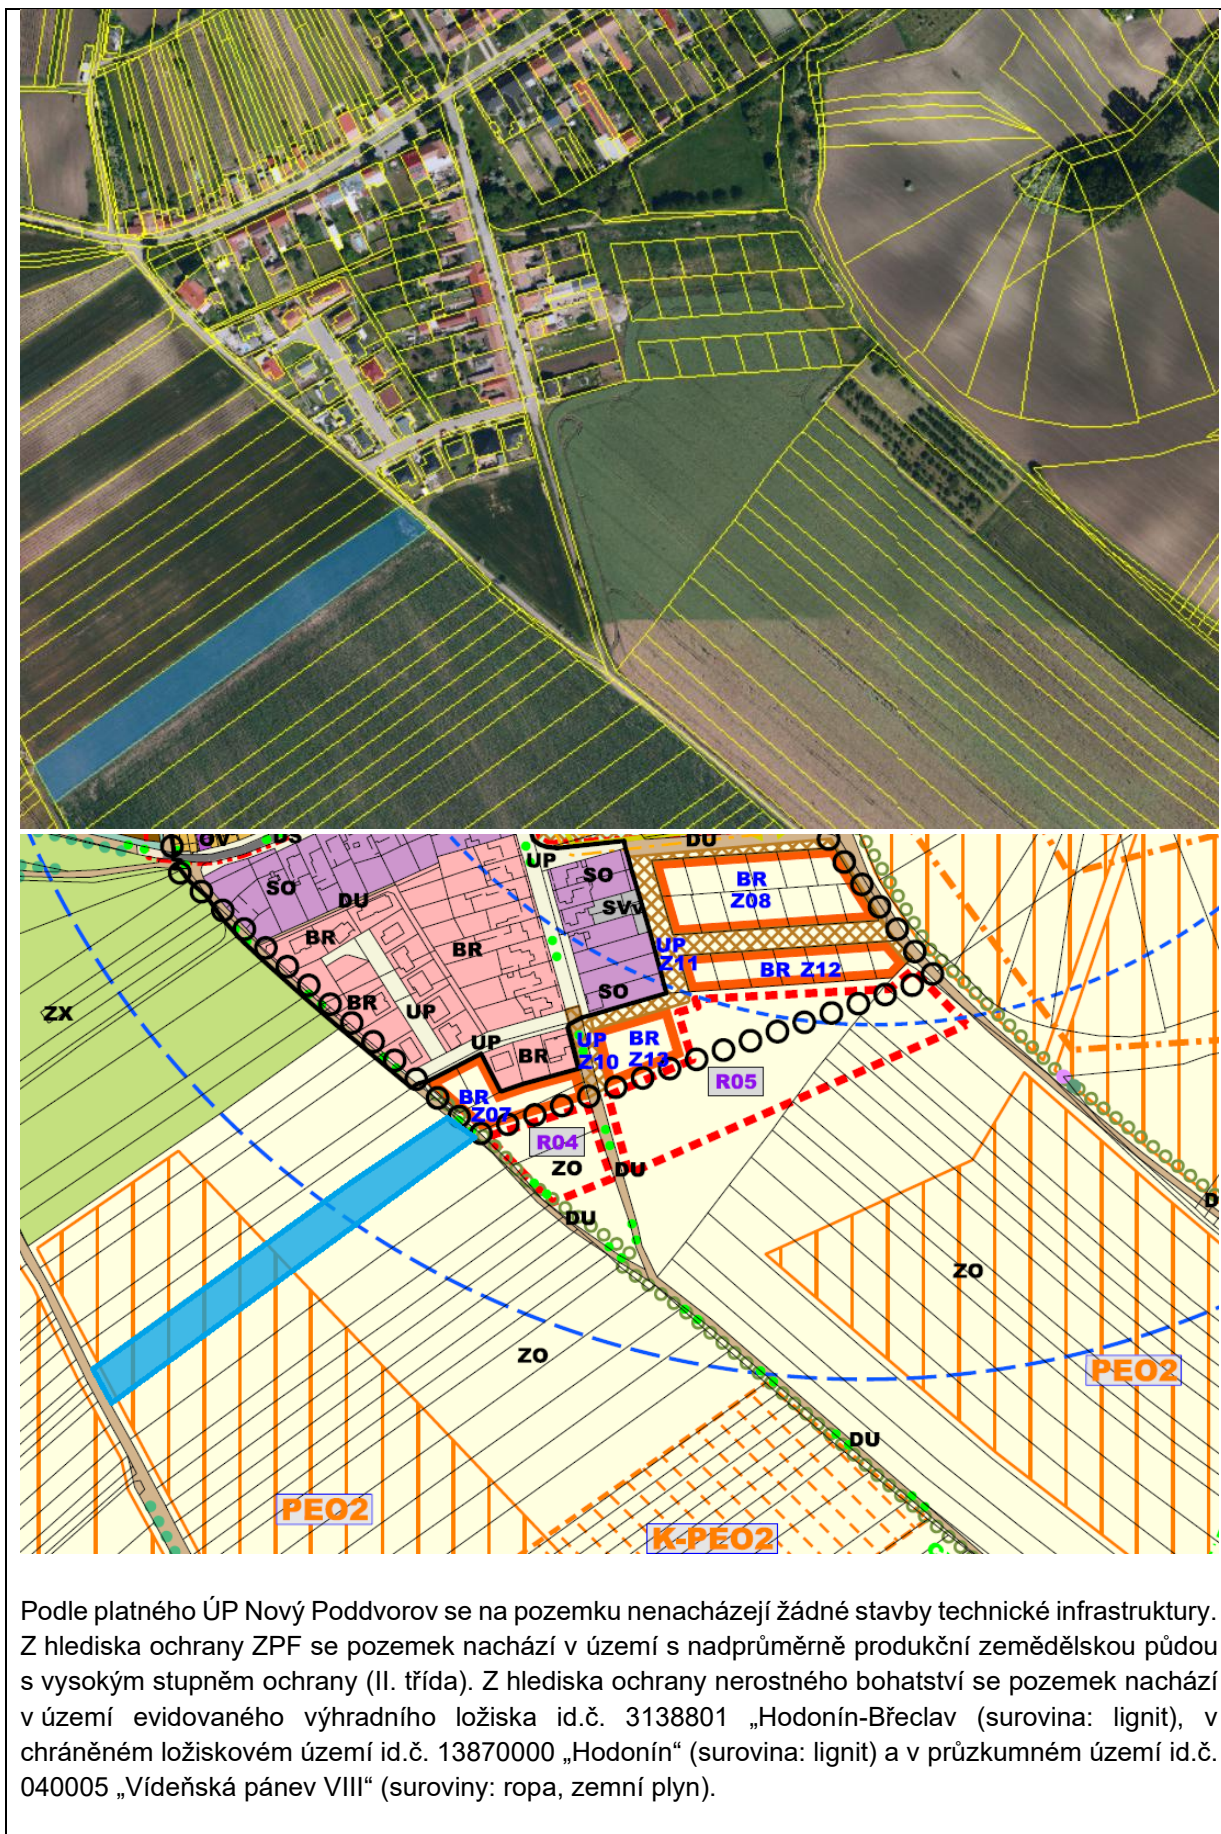 OV
DS
UP
DU
SO
DU
SO
BR
Z08
SVv
BR
BR
UP
Z11
BR Z12
ZX
BR
UP
SO
UP
BR
UP
Z10
BR
Z13
BR
Z07
R05
R04
ZO
DU
DU
D
ZO
ZO
PEO2
DU
PEO2
K-PEO2
Podle platného ÚP Nový Poddvorov se na pozemku nenacházejí žádné stavby technické infrastruktury.
Z hlediska ochrany ZPF se pozemek nachází v území s nadprůměrně produkční zemědělskou půdou
s vysokým stupněm ochrany (II. třída). Z hlediska ochrany nerostného bohatství se pozemek nachází
v území evidovaného výhradního ložiska id.č. 3138801 „Hodonín-Břeclav (surovina: lignit), v
chráněném ložiskovém území id.č. 13870000 „Hodonín“ (surovina: lignit) a v průzkumném území id.č.
040005 „Vídeňská pánev VIII“ (suroviny: ropa, zemní plyn).